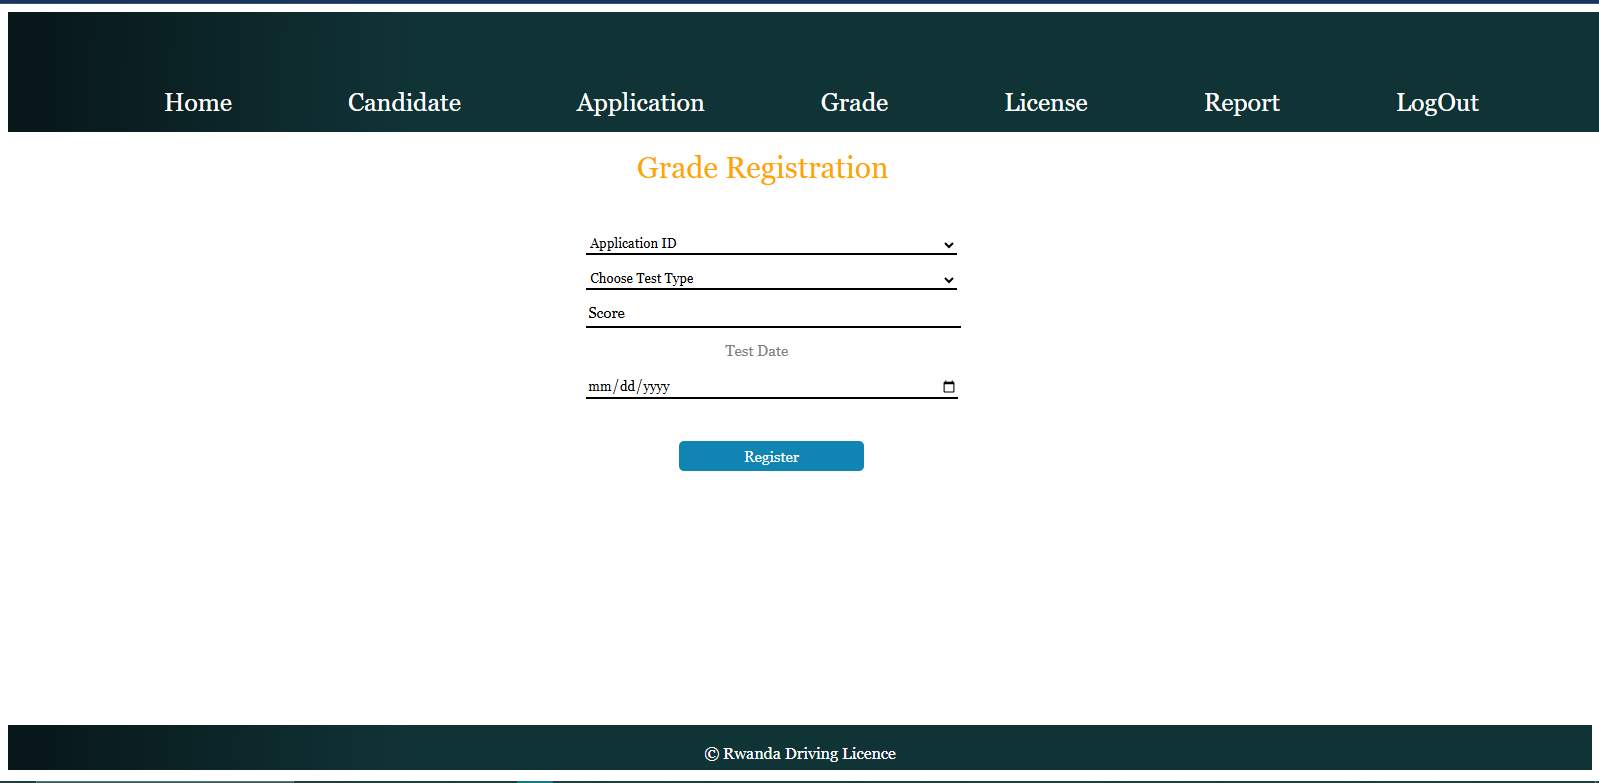 Home Candidate Application Grade License Report LogOut
Grade Registration
Application ID
Choose Test Type
Score
Test Date
mm/dd/yyyy
Register
© Rwanda Driving Licence